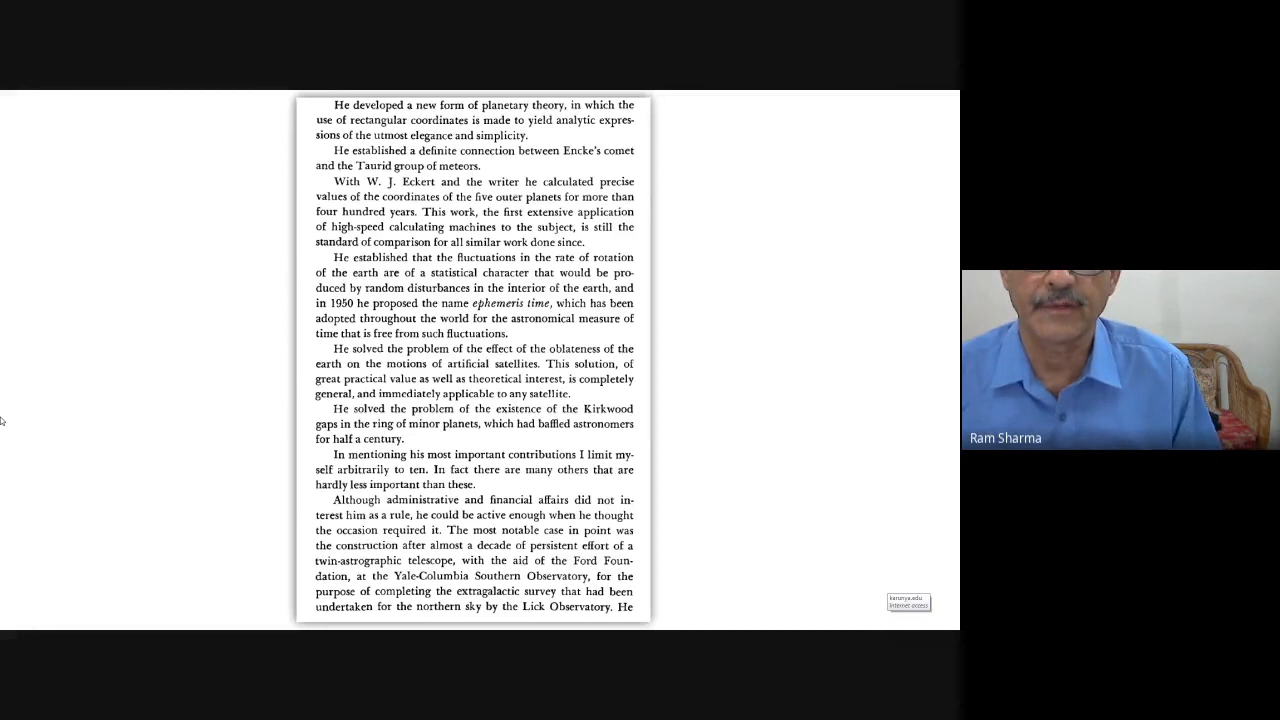 He developed a new form of planetary theory, in which the
use of rectangular coordinates is made to yield analytic expres-
sions of the utmost elegance and simplicity.
He established a definite connection between Encke's comet
and the Taurid group of meteors.
With W. J. Eckert and the writer he calculated precise
values of the coordinates of the five outer planets for more than
four hundred years. This work, the first extensive application
of high-speed calculating machines to the subject, is still the
standard of comparison for all similar work done since.
He established that the fluctuations in the rate of rotation
of the earth are of a statistical character that would be pro-
duced by random disturbances in the interior of the earth, and
in 1950 he proposed the name ephemeris time, which has been
adopted throughout the world for the astronomical measure of
time that is free from such fluctuations.
He solved the problem of the effect of the oblateness of the
earth on the motions of artificial satellites. This solution, of
great practical value as well as theoretical interest, is completely
general, and immediately applicable to any satellite.
He solved the problem of the existence of the Kirkwood
gaps in the ring of minor planets, which had baffled astronomers
for half a century.
In mentioning his most important contributions I limit my-
self arbitrarily to ten. In fact there are many others that are
hardly less important than these.
Although administrative and financial affairs did not in-
terest him as a rule, he could be active enough when he thought
the occasion required it. The most notable case in point was
the construction after almost a decade of persistent effort of a
twin-astrographic telescope, with the aid of the Ford Foun-
dation, at the Yale-Columbia Southern Observatory, for the
purpose of completing the extragalactic survey that had been
undertaken for the northern sky by the Lick Observatory. He
karunya.edu
Internet access
Ram Sharma